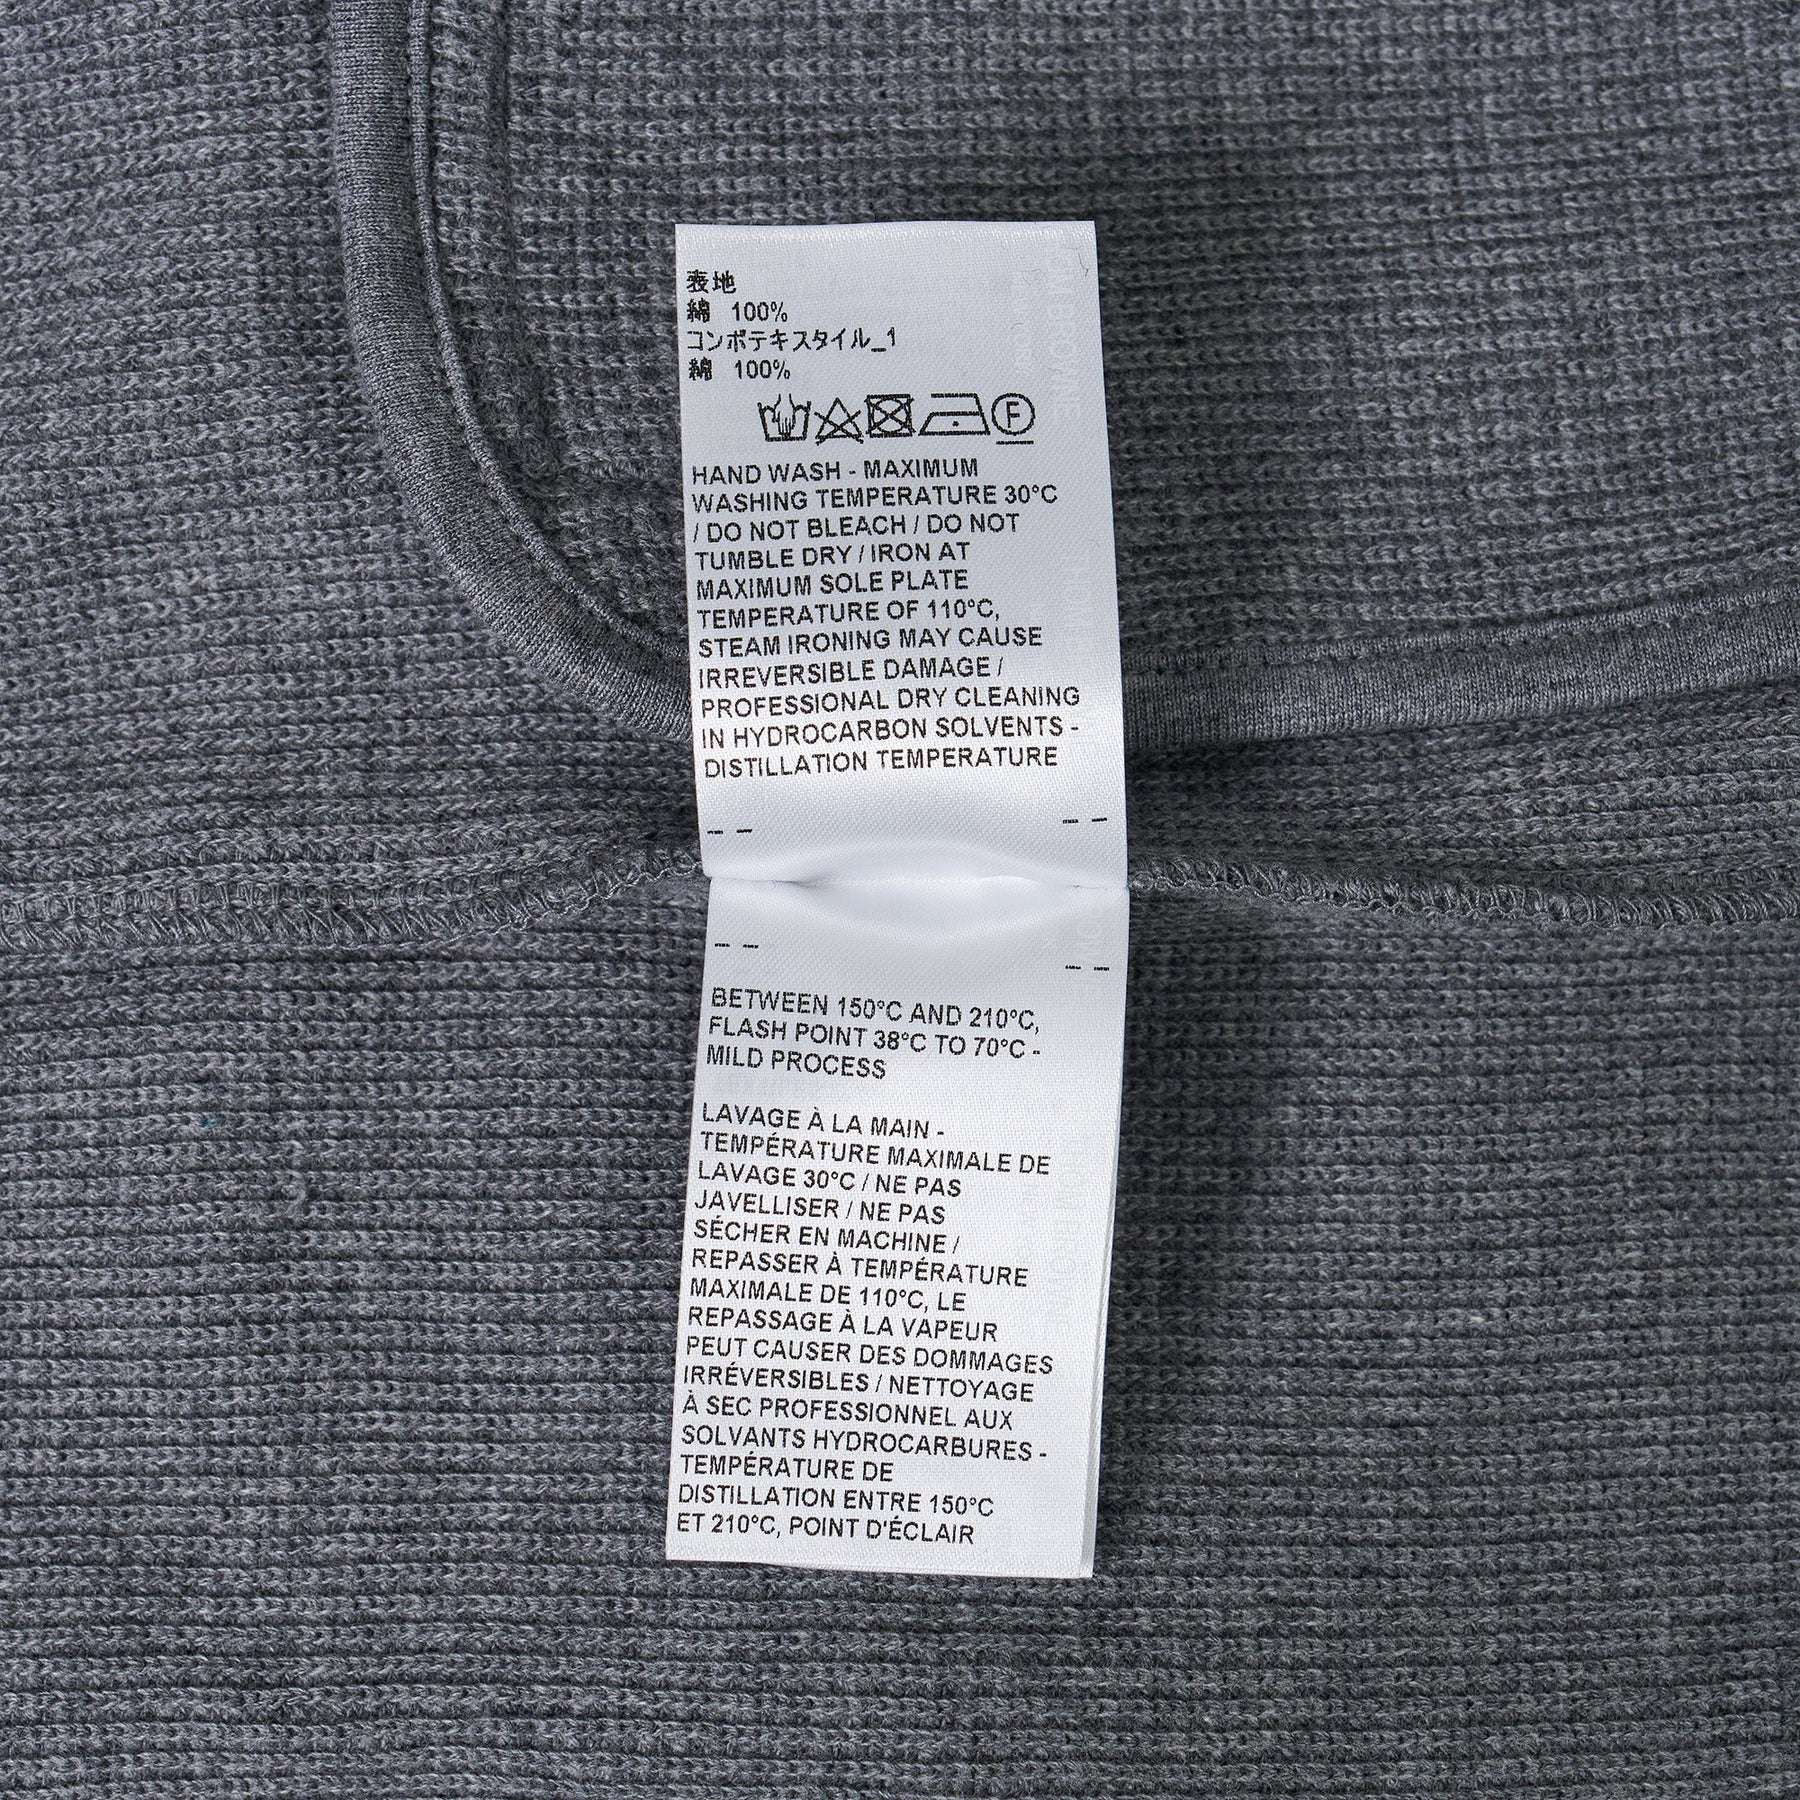 表地
綿 100%
コンポテキスタイル_1
綿 100%
F
HAND WASH - MAXIMUM
WASHING TEMPERATURE 30°C
/ DO NOT BLEACH / DO NOT
TUMBLE DRY / IRON AT
MAXIMUM SOLE PLATE
TEMPERATURE OF 110°C,
STEAM IRONING MAY CAUSE
IRREVERSIBLE DAMAGE /
PROFESSIONAL DRY CLEANING
IN HYDROCARBON SOLVENTS -
DISTILLATION TEMPERATURE
BETWEEN 150°C AND 210°C,
FLASH POINT 38°C TO 70°C -
MILD PROCESS
LAVAGE À LA MAIN -
TEMPÉRATURE MAXIMALE DE
LAVAGE 30°C / NE PAS
JAVELLISER / NE PAS
SÉCHER EN MACHINE /
REPASSER À TEMPÉRATURE
MAXIMALE DE 110°C, LE
REPASSAGE À LA VAPEUR
PEUT CAUSER DES DOMMAGES
IRRÉVERSIBLES / NETTOYAGE
À SEC PROFESSIONNEL AUX
SOLVANTS HYDROCARBURES -
TEMPÉRATURE DE
DISTILLATION ENTRE 150°C
ET 210°C, POINT D'ÉCLAIR